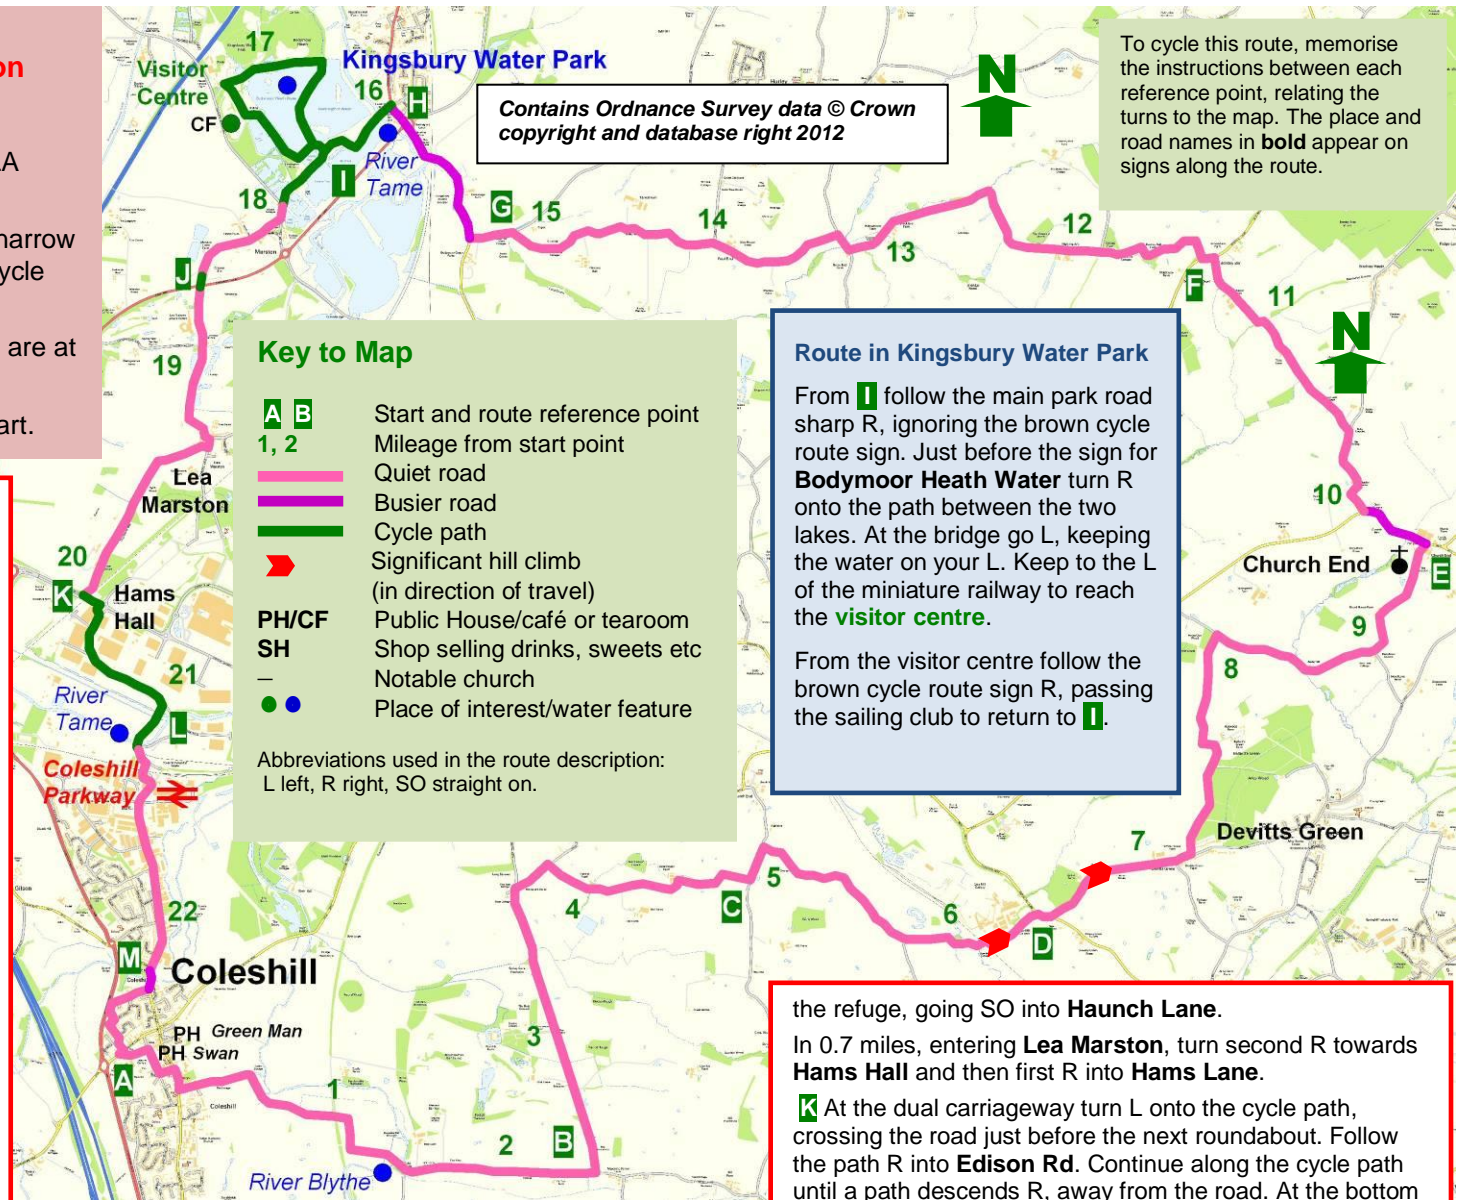 on
A
narrow
ycle
are at
art.
17
Visitor
Centre
CF
Kingsbury Water Park
16
H
River
Tame
I
18
J
19
Contains Ordnance Survey data © Crown
copyright and database right 2012
N
To cycle this route, memorise
the instructions between each
reference point, relating the
turns to the map. The place and
road names in bold appear on
signs along the route.
G
15
14
13
12
F
11
N
10
Church End
E
9
8
Key to Map
A B Start and route reference point
1, 2 Mileage from start point
Quiet road
Busier road
Cycle path
Significant hill climb
(in direction of travel)
PH/CF Public House/café or tearoom
SH Shop selling drinks, sweets etc
– Notable church
Place of interest/water feature
Abbreviations used in the route description:
L left, R right, SO straight on.
Route in Kingsbury Water Park
From I follow the main park road
sharp R, ignoring the brown cycle
route sign. Just before the sign for
Bodymoor Heath Water turn R
onto the path between the two
lakes. At the bridge go L, keeping
the water on your L. Keep to the L
of the miniature railway to reach
the visitor centre.
From the visitor centre follow the
brown cycle route sign R, passing
the sailing club to return to I.
Lea
Marston
20
K
Hams
Hall
21
River
Tame
L
Coleshill
Parkway
22
M
Coleshill
PH Green Man
PH Swan
A
Coleshill
1
River Blythe
2
B
3
4
C
5
6
D
7
Devitts Green
the refuge, going SO into Haunch Lane.
In 0.7 miles, entering Lea Marston, turn second R towards
Hams Hall and then first R into Hams Lane.
K At the dual carriageway turn L onto the cycle path,
crossing the road just before the next roundabout. Follow
the path R into Edison Rd. Continue along the cycle path
until a path descends R, away from the road. At the bottom